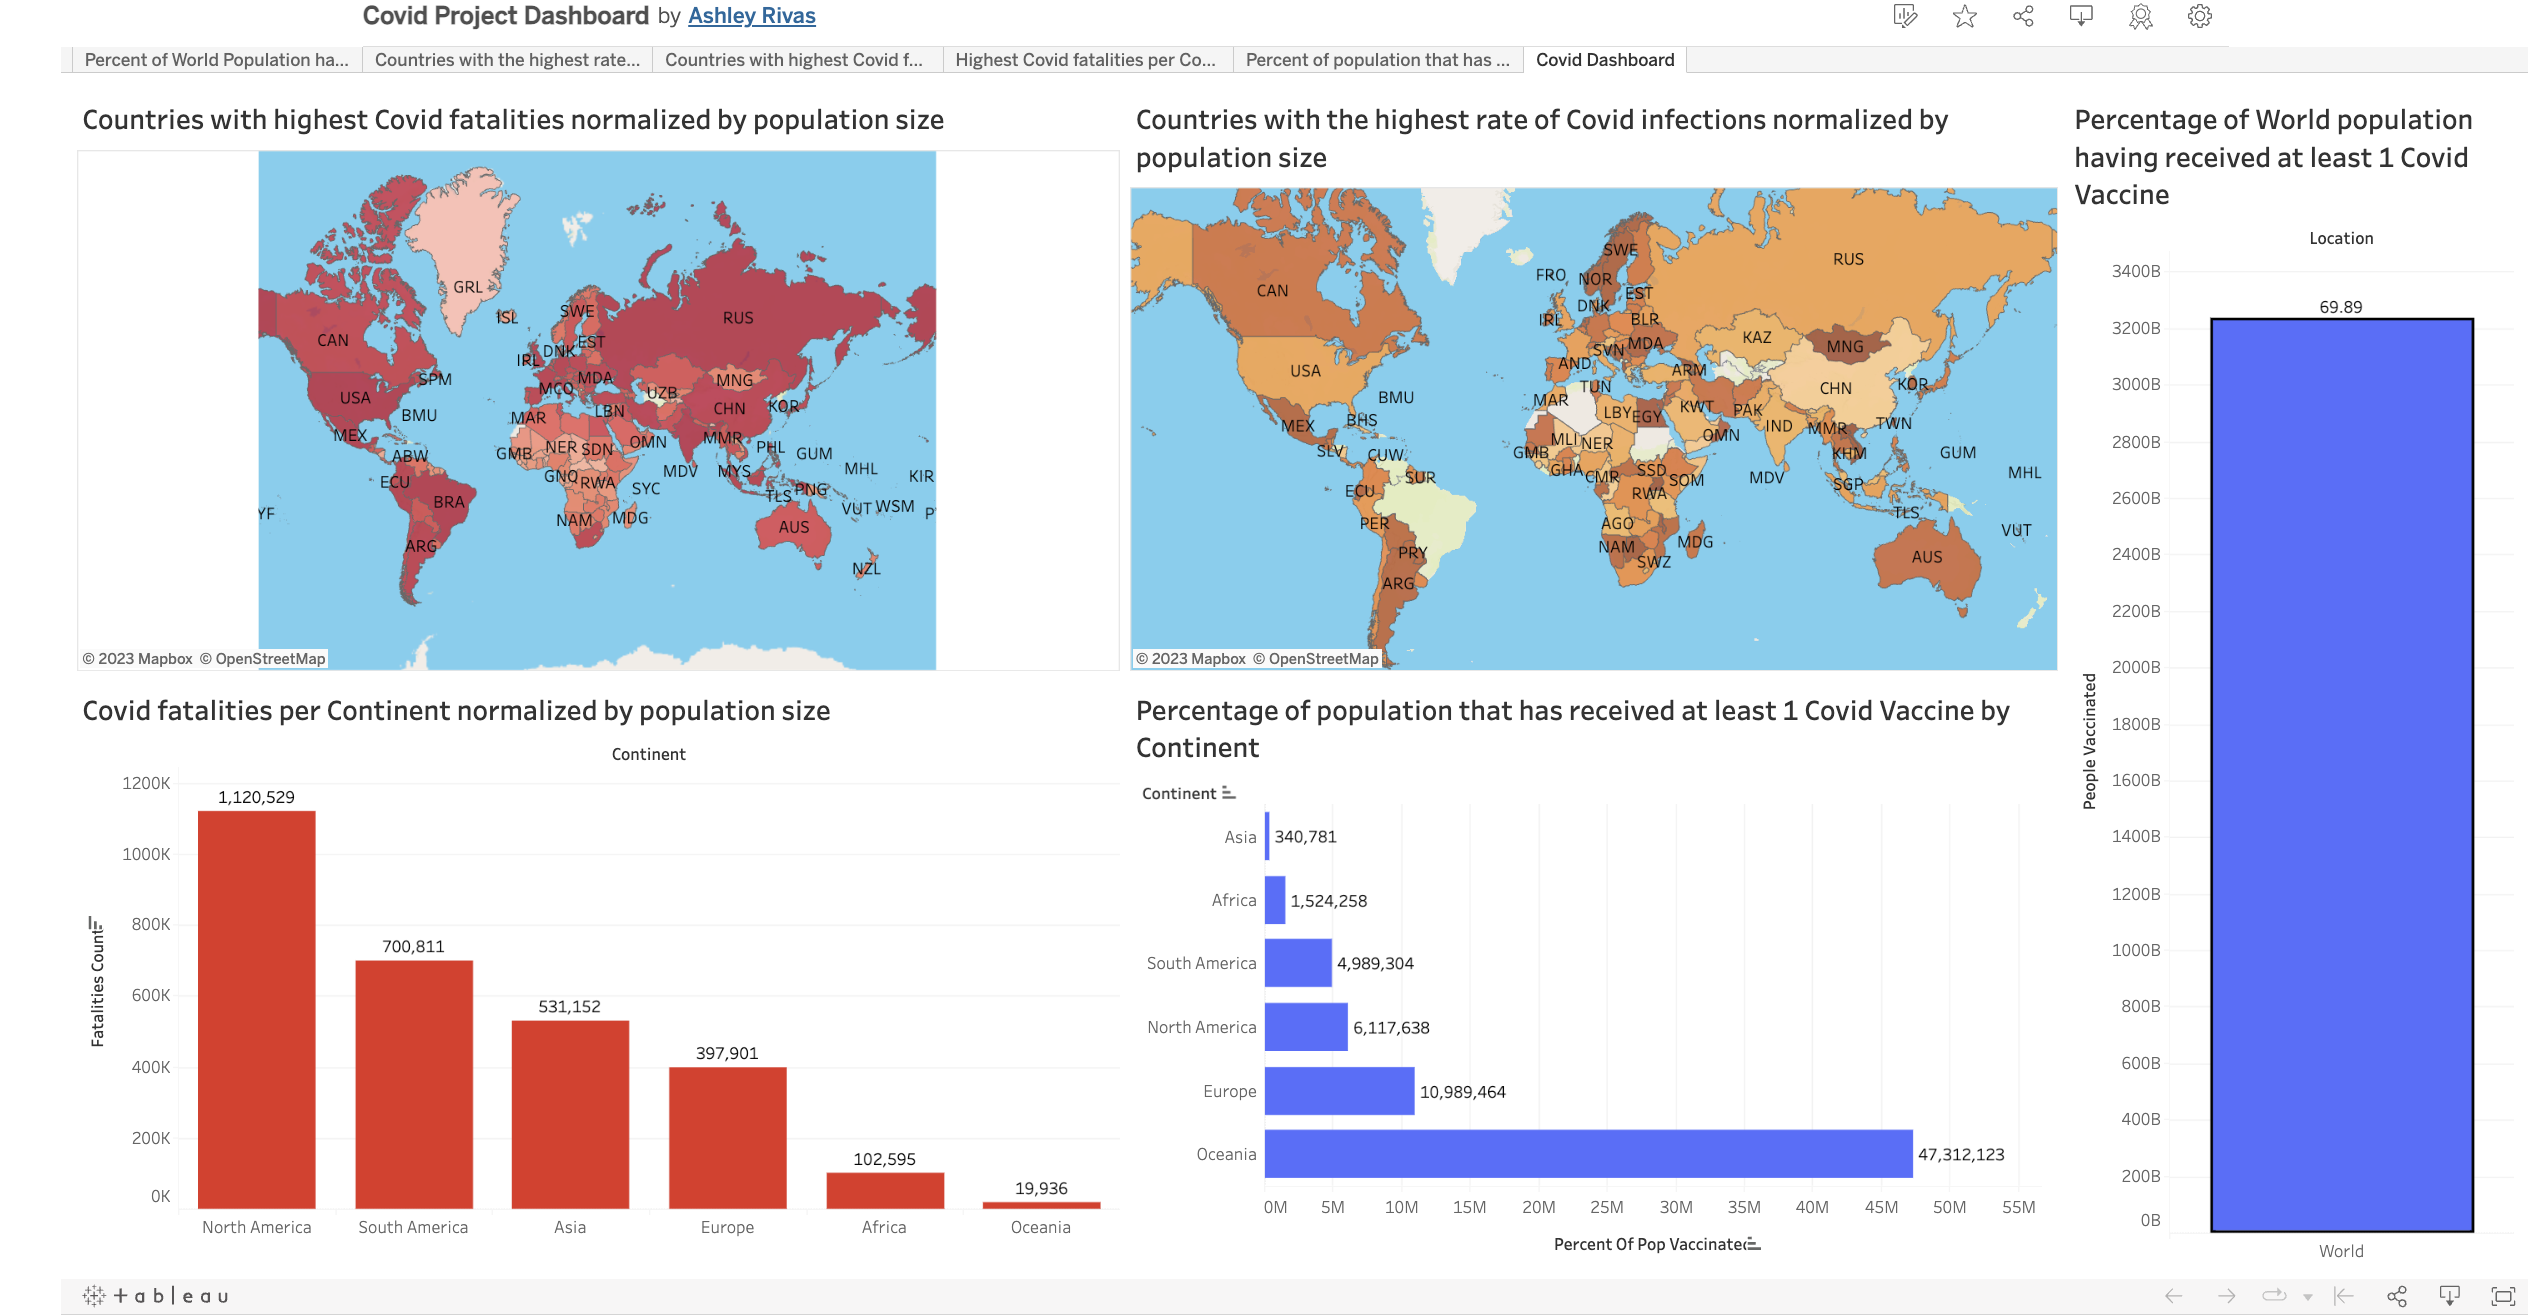 Covid Project Dashboard by Ashley Rivas
Percent of World Population ha...
Countries with the highest rate...
Countries with highest Covid f...
Highest Covid fatalities per Co...
Percent of population that has ...
Covid Dashboard
Countries with highest Covid fatalities normalized by population size
GRL
ISL
SWE
RUS
CAN
DNK
EST
IRL
SPM
MCO
MDA
MNG
USA
UZB
BMU
MAR
LBN
CHN
KOR
MEX
OMN
MMR
PHL
GUM
ABW
GMB
NER
SDN
MDV
MYS
MHL
KIR
ECU
GNQ
RWA
SYC
TLS
PNG
BRA
VUT
WSM
YF
NAM
MDG
AUS
P
ARG
NZL
© 2023 Mapbox © OpenStreetMap
Countries with the highest rate of Covid infections normalized by
population size
SWE
RUS
FRO
NOR
CAN
EST
DNK
IRL
BLR
KAZ
MDA
MNG
SVN
AND
USA
ARM
TUN
CHN
KOR
BMU
MAR
LBY
EGY
KWT
PAK
BHS
MEX
IND
MMR
TWN
OMN
MLI
NER
SLV
CUW
GMB
KHM
GUM
GHA
CMR
SSD
SOM
MDV
MHL
SUR
ECU
RWA
SGP
PER
AGO
TLS
VUT
NAM
MDG
PRY
SWZ
AUS
ARG
© 2023 Mapbox © OpenStreetMap
Percentage of World population
having received at least 1 Covid
Vaccine
Location
3400B
69.89
3200B
3000B
2800B
2600B
2400B
2200B
2000B
1800B
1600B
1400B
1200B
1000B
800B
600B
400B
200B
0B
People Vaccinated
World
Covid fatalities per Continent normalized by population size
Continent
1200K
1000K
800K
600K
400K
200K
0K
Fatalities Count
1,120,529
700,811
531,152
397,901
102,595
19,936
North America
South America
Asia
Europe
Africa
Oceania
Percentage of population that has received at least 1 Covid Vaccine by
Continent
Continent
Asia 340,781
Africa 1,524,258
South America 4,989,304
North America 6,117,638
Europe 10,989,464
Oceania 47,312,123
0M 5M 10M 15M 20M 25M 30M 35M 40M 45M 50M 55M
Percent Of Pop Vaccinated
+ableau